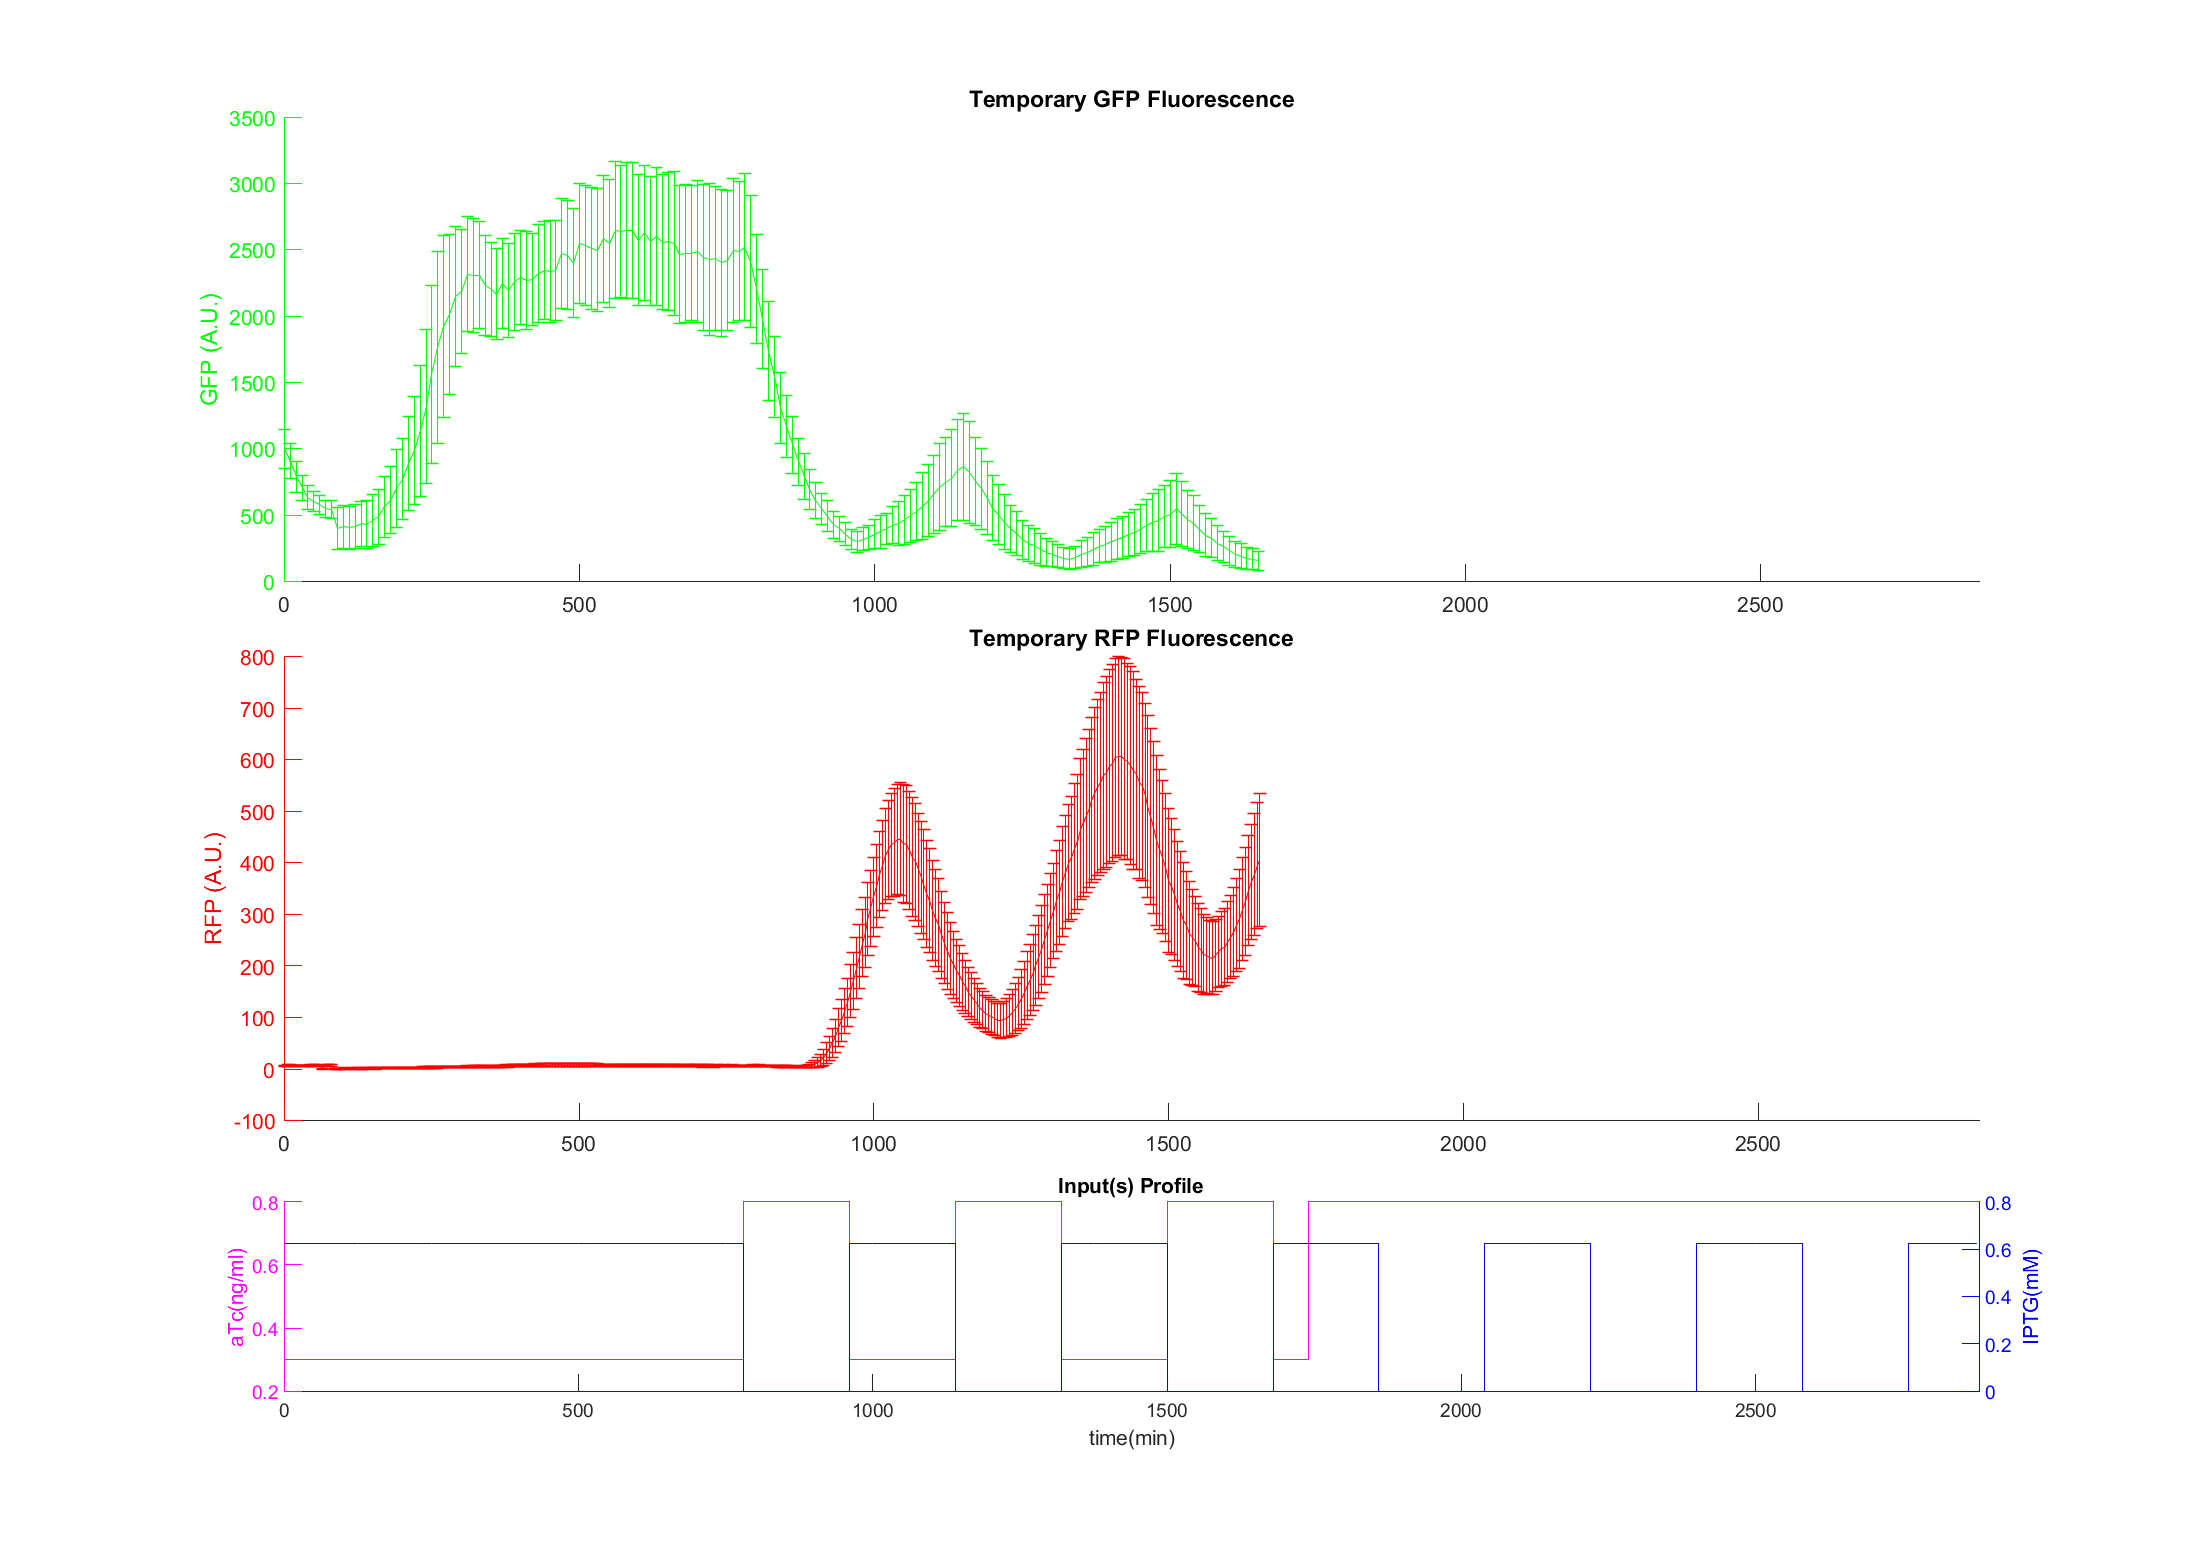 Temporary GFP Fluorescence
3500
3000
2500
2000
1500
1000
500
0
GFP (A.U.)
0 500 1000 1500 2000 2500
Temporary RFP Fluorescence
800
700
600
500
400
300
200
100
0
-100
RFP (A.U.)
0 500 1000 1500 2000 2500
Input(s) Profile
0.8 0.8
0.6 0.6
0.4 0.4
0.2
0.2 0
aTc(ng/ml)
IPTG(mM)
0 500 1000 1500 2000 2500
time(min)